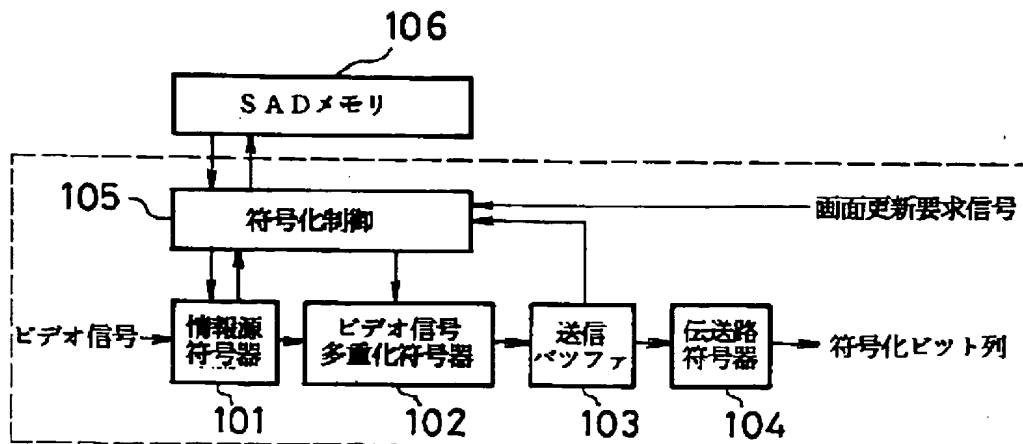 106
SADメモリ
105
符号化制御
画面更新要求信号
ビデオ信号
情報源
符号器
ビデオ信号
多重化符号器
送信
バツファ
伝送路
符号器
符号化ビット列
101
102
103
104